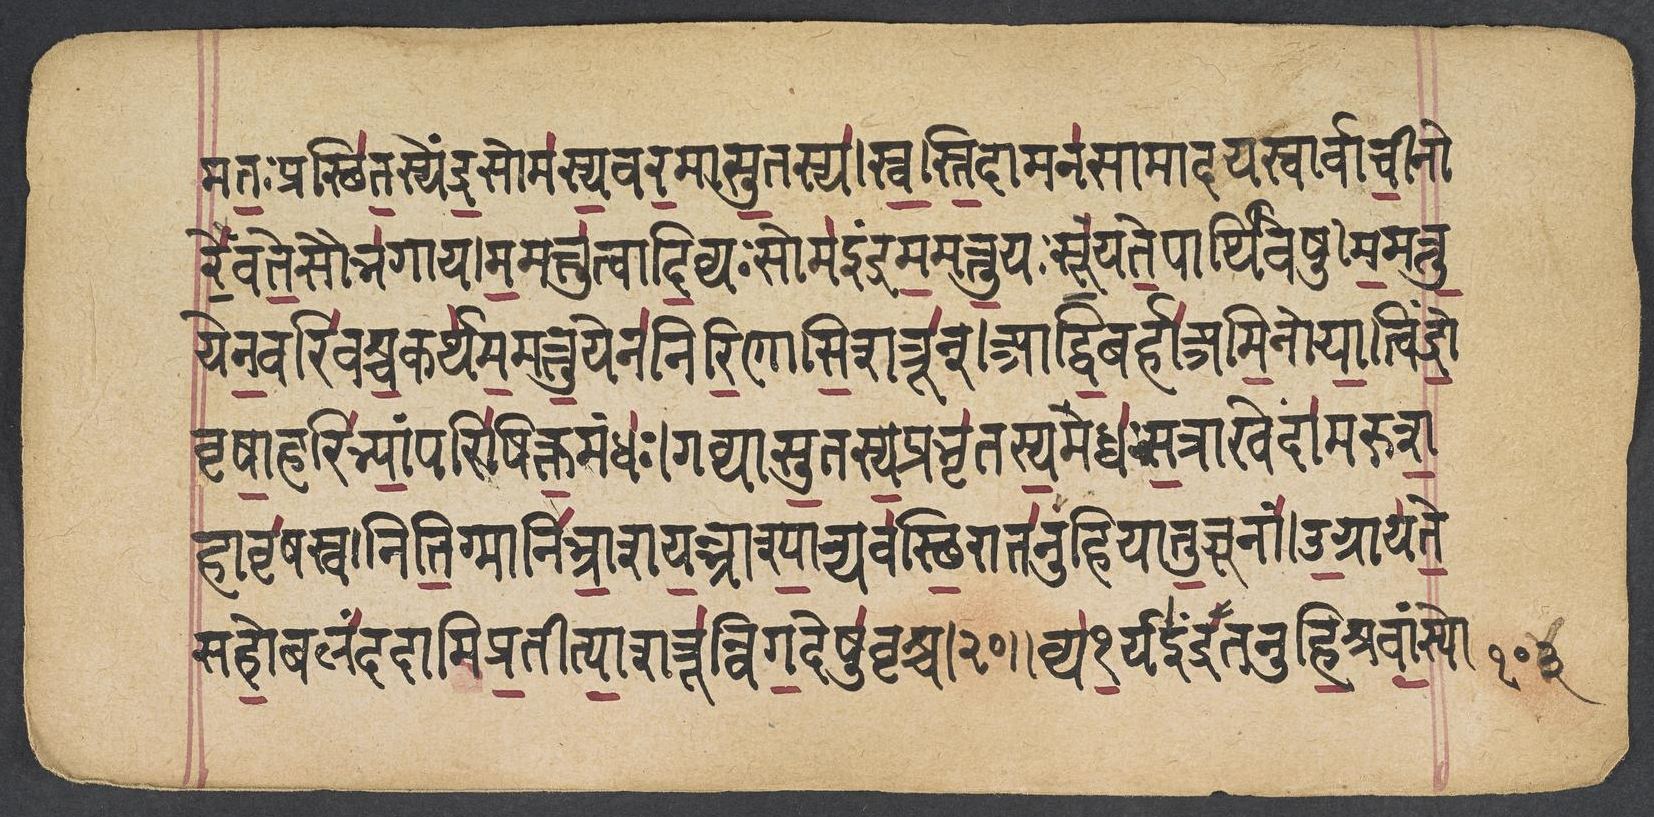 मतः प्रस्थितस्येंद्र सोमस्य वरमा सुतस्य । स्वस्तिदा मनसा मादयस्वार्वाचीनो
रेवते सौभगाय । ममत्तु त्वा दिव्यः सोम इंद्र ममत्तु यः सूयते पार्थिवेषु । ममत्तु
येन वरिवश्चकर्थ ममत्तु येन निरिणासि शत्रून् । आ द्विबर्हा अमिनो यात्विंद्रो
वृषा हरिभ्यां परिषिक्तमंधः । गव्या सुतस्य प्रभृतस्य मध्वः सत्रा खेदामरुशहा
हा वृषस्व । नि तिग्मानि भ्राशयन्भ्राश्यान्यव स्थिरा तनुहि यातुजूनां । उग्राय ते
सहो बलं ददामि प्रतीत्या शत्रून्विगदेषु वृश्च । २० ॥ व्य१र्य इंद्र तनुहि श्रवांस्यो १०३